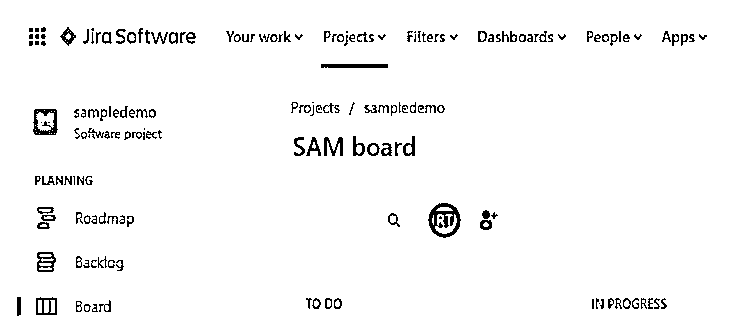 Jira Software Your work Projects Filters Dashboards People Apps
sampledemo
Software project
Projects / sampledemo
SAM board
PLANNING
Roadmap
Backlog
Board
RT
TO DO
IN PROGRESS